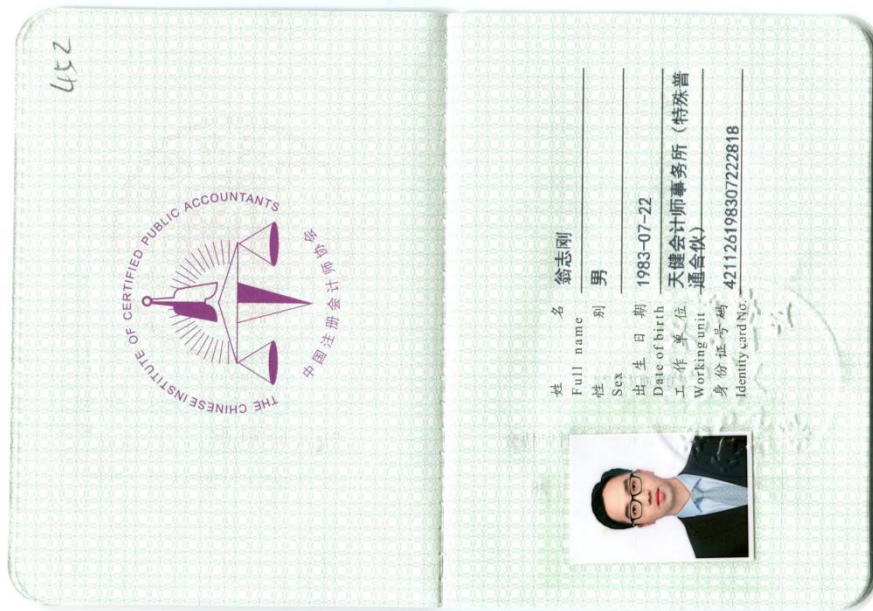 452
THE CHINESE INSTITUTE OF CERTIFIED PUBLIC ACCOUNTANTS
中国注册会计师协会
姓 名 翁志刚
Full name
性 别 男
Sex
出 生 日 期 1983-07-22
Date of birth
工 作 单 位 天健会计师事务所（特殊普
Working unit 通合伙）
身 份 证 号 码 421126198307222818
Identity card No.